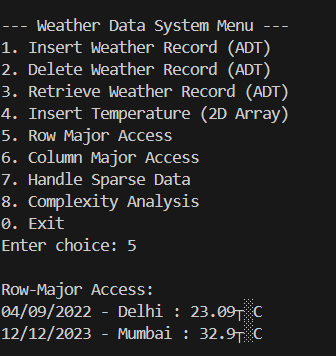 --- Weather Data System Menu ---
1. Insert Weather Record (ADT)
2. Delete Weather Record (ADT)
3. Retrieve Weather Record (ADT)
4. Insert Temperature (2D Array)
5. Row Major Access
6. Column Major Access
7. Handle Sparse Data
8. Complexity Analysis
0. Exit
Enter choice: 5
Row-Major Access:
04/09/2022 - Delhi : 23.09┬░C
12/12/2023 - Mumbai : 32.9┬░C